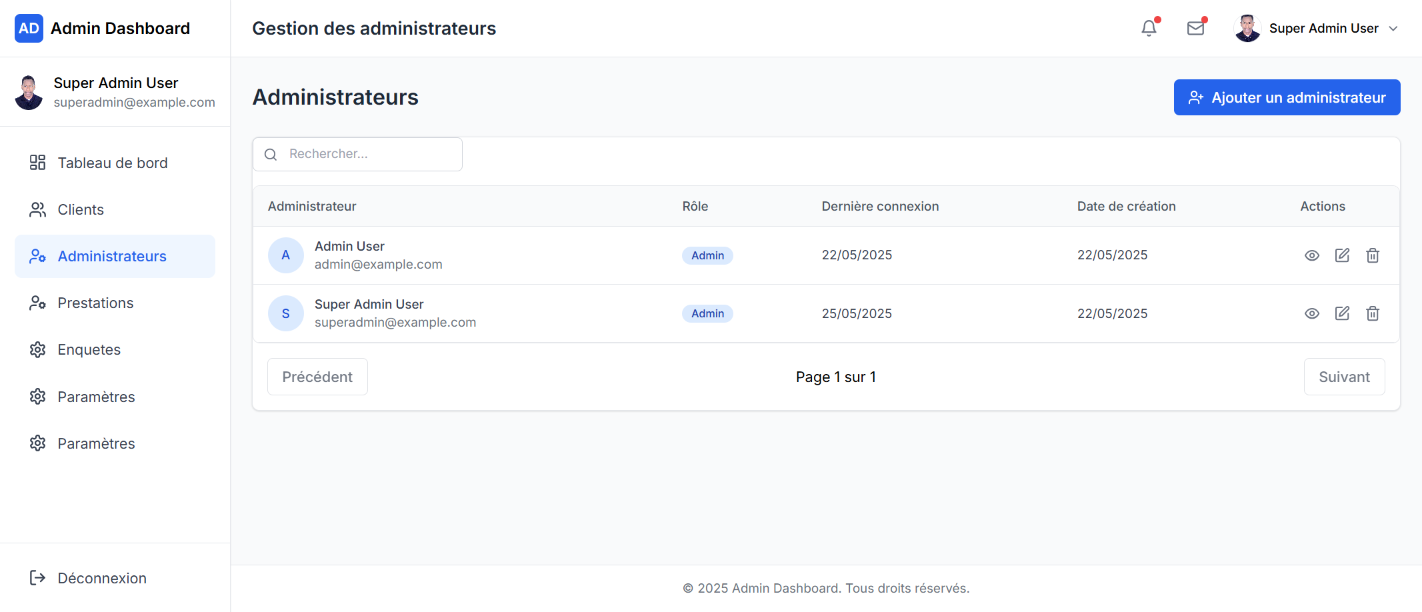 AD Admin Dashboard
Super Admin User
superadmin@example.com
Tableau de bord
Clients
Administrateurs
Prestations
Enquetes
Paramètres
Paramètres
Déconnexion
Gestion des administrateurs
Super Admin User
Administrateurs
Ajouter un administrateur
Rechercher...
Administrateur Rôle Dernière connexion Date de création Actions
A Admin User
admin@example.com
Admin 22/05/2025 22/05/2025
S Super Admin User
superadmin@example.com
Admin 25/05/2025 22/05/2025
Précédent Page 1 sur 1 Suivant
© 2025 Admin Dashboard. Tous droits réservés.